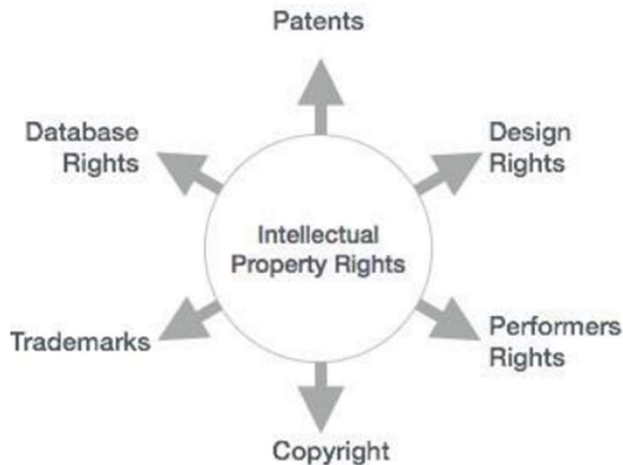 Patents
Database
Rights
Design
Rights
Intellectual
Property Rights
Trademarks
Performers
Rights
Copyright